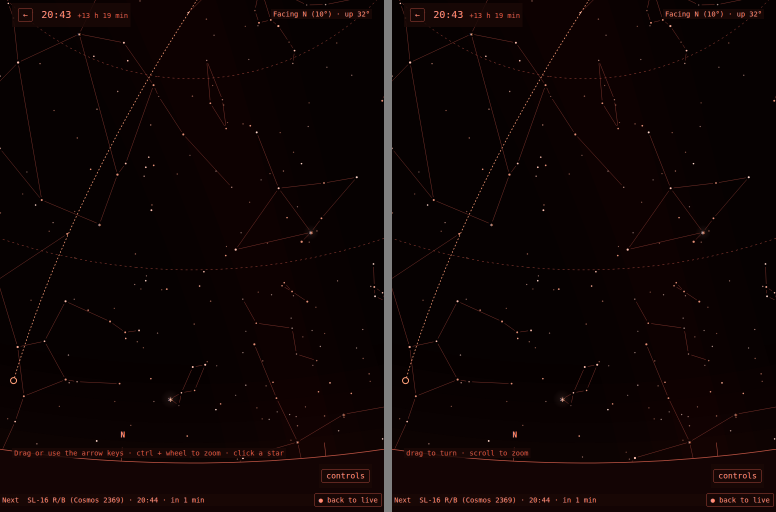 ← 20:43 +13 h 19 min
Facing N (10°) · up 32°
N
Drag or use the arrow keys · ctrl + wheel to zoom · click a star
controls
Next SL-16 R/B (Cosmos 2369) · 20:44 · in 1 min
● back to live
← 20:43 +13 h 19 min
Facing N (10°) · up 32°
N
drag to turn · scroll to zoom
controls
Next SL-16 R/B (Cosmos 2369) · 20:44 · in 1 min
● back to live